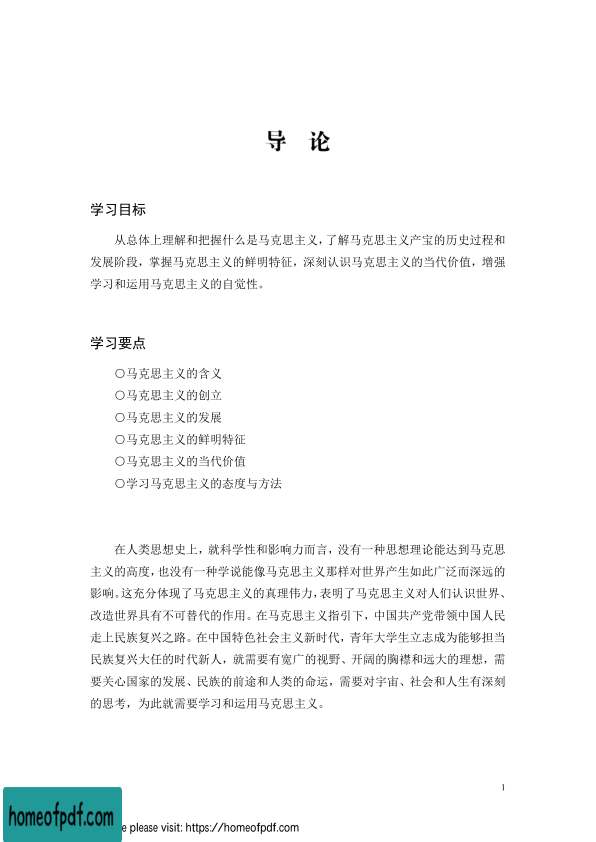 导 论
学习目标
从总体上理解和把握什么是马克思主义，了解马克思主义产宝的历史过程和
发展阶段，掌握马克思主义的鲜明特征，深刻认识马克思主义的当代价值，增强
学习和运用马克思主义的自觉性。
学习要点
○马克思主义的含义
○马克思主义的创立
○马克思主义的发展
○马克思主义的鲜明特征
○马克思主义的当代价值
○学习马克思主义的态度与方法
在人类思想史上，就科学性和影响力而言，没有一种思想理论能达到马克思
主义的高度，也没有一种学说能像马克思主义那样对世界产生如此广泛而深远的
影响。这充分体现了马克思主义的真理伟力，表明了马克思主义对人们认识世界、
改造世界具有不可替代的作用。在马克思主义指引下，中国共产党带领中国人民
走上民族复兴之路。在中国特色社会主义新时代，青年大学生立志成为能够担当
民族复兴大任的时代新人，就需要有宽广的视野、开阔的胸襟和远大的理想，需
要关心国家的发展、民族的前途和人类的命运，需要对宇宙、社会和人生有深刻
的思考，为此就需要学习和运用马克思主义。
1
homeofpdf.com
e please visit: https://homeofpdf.com